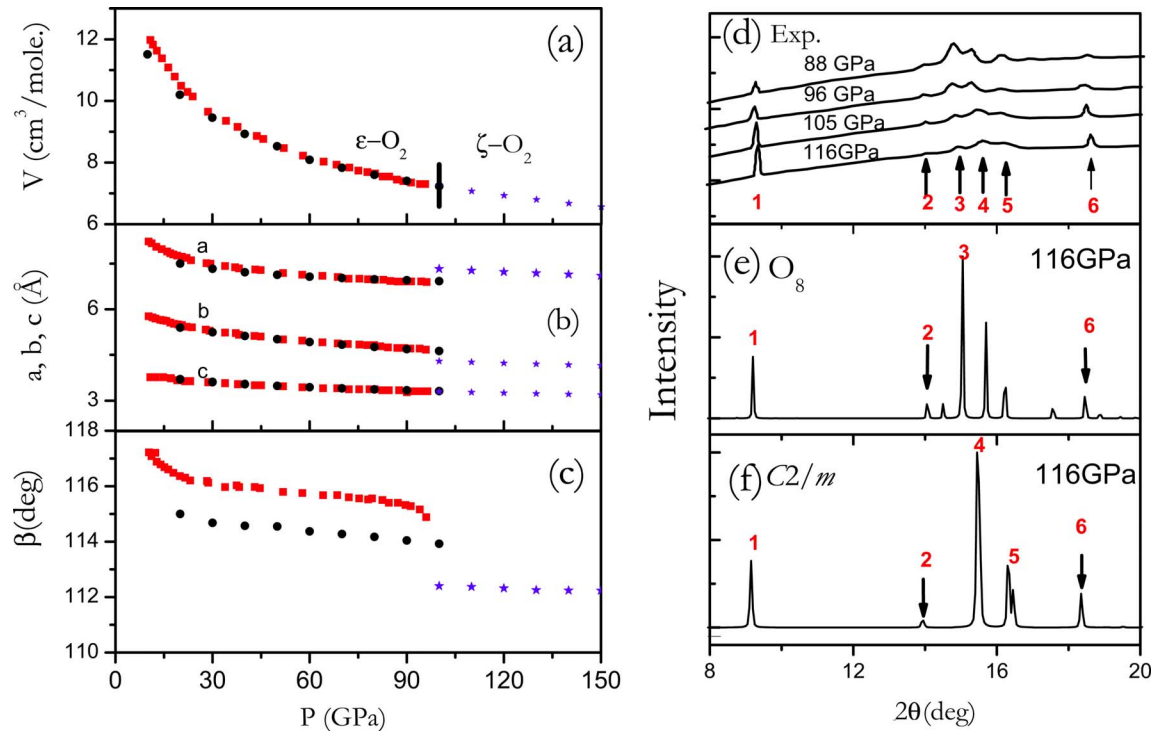 (a)
V (cm³/mole.)
12
10
8
6
ε−O₂
ζ−O₂
a
b
c
(b)
a, b, c (Å)
6
3
118
(c)
β(deg)
116
114
112
110
0 30 60 90 120 150
P (GPa)
(d) Exp.
88 GPa
96 GPa
105 GPa
116GPa
1 2 3 4 5 6
Intensity
(e) O₈
116GPa
1 2 3 6
(f) C2/m
116GPa
1 2 4 5 6
8 12 16 20
2θ(deg)